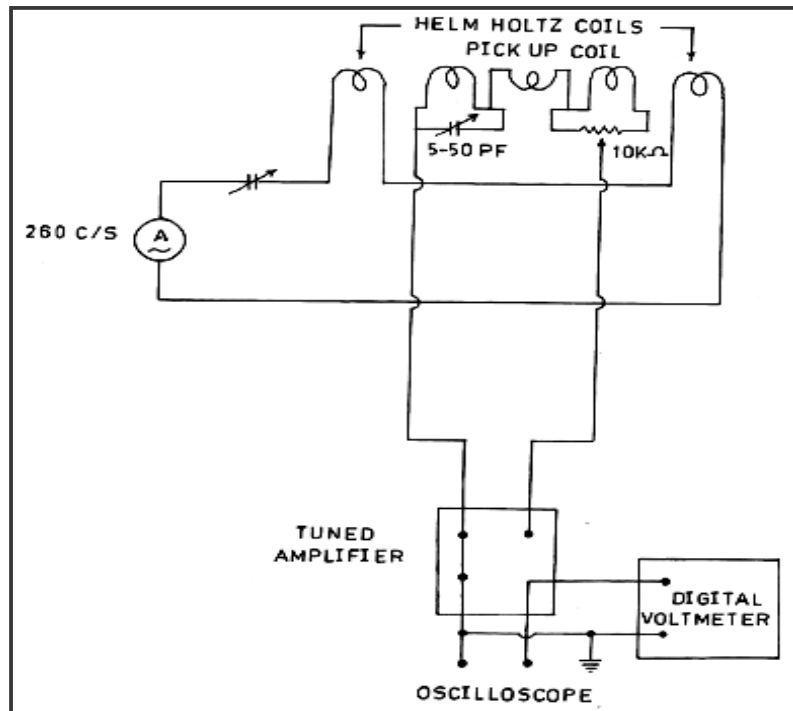 HELM HOLTZ COILS
PICK UP COIL
5-50 PF
10KΩ
260 C/S
A
TUNED
AMPLIFIER
DIGITAL
VOLTMETER
OSCILLOSCOPE